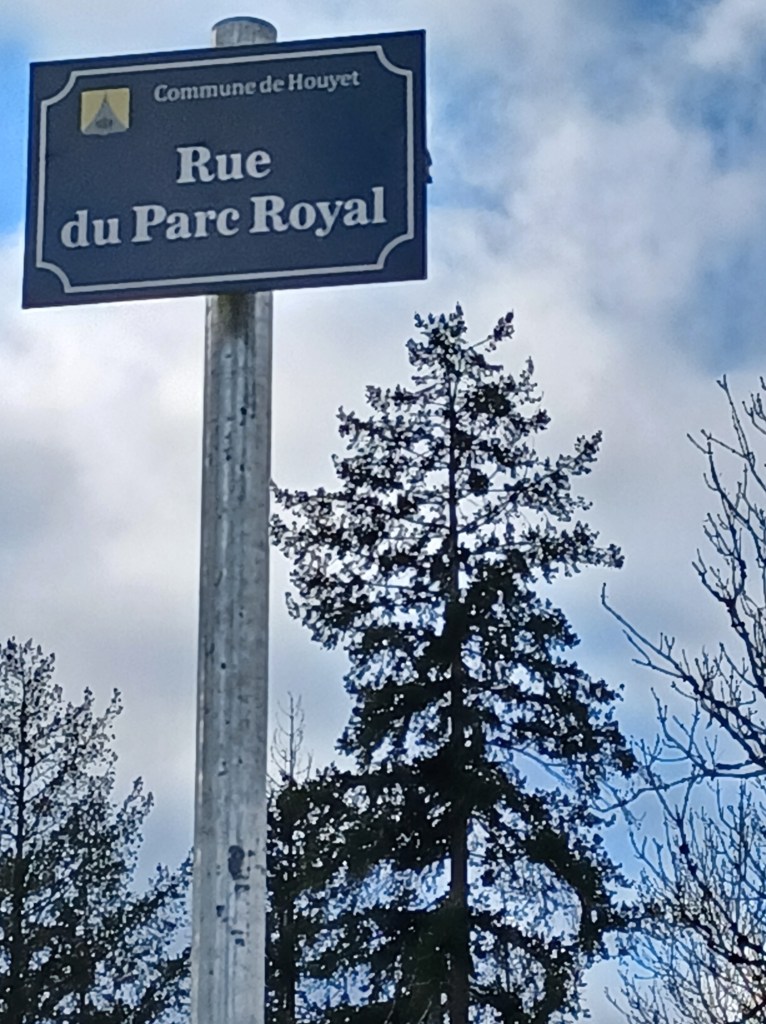 Commune de Houyet
Rue
du Parc Royal